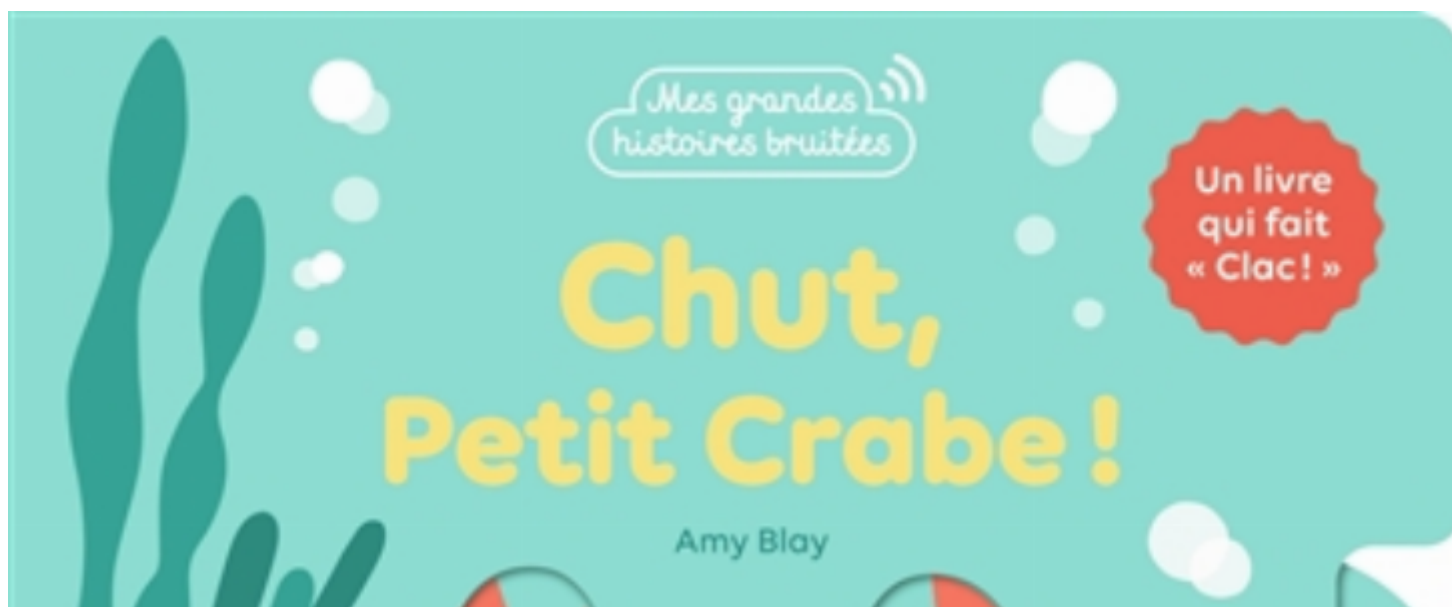 Mes grandes
histoires bruitées
Un livre
qui fait
« Clac! »
Chut,
Petit Crabe !
Amy Blay